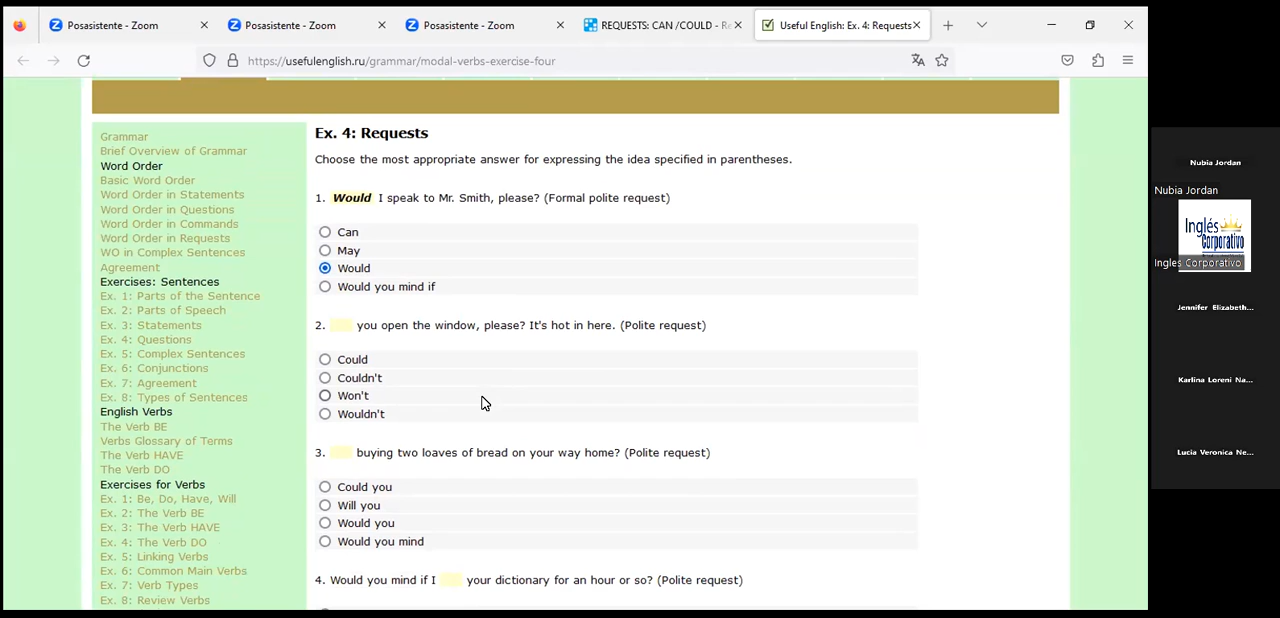 Posasistente - Zoom
Posasistente - Zoom
Posasistente - Zoom
REQUESTS: CAN /COULD - R
Useful English: Ex. 4: Requests
https://usefulenglish.ru/grammar/modal-verbs-exercise-four
Grammar
Brief Overview of Grammar
Word Order
Basic Word Order
Word Order in Statements
Word Order in Questions
Word Order in Commands
Word Order in Requests
WO in Complex Sentences
Agreement
Exercises: Sentences
Ex. 1: Parts of the Sentence
Ex. 2: Parts of Speech
Ex. 3: Statements
Ex. 4: Questions
Ex. 5: Complex Sentences
Ex. 6: Conjunctions
Ex. 7: Agreement
Ex. 8: Types of Sentences
English Verbs
The Verb BE
Verbs Glossary of Terms
The Verb HAVE
The Verb DO
Exercises for Verbs
Ex. 1: Be, Do, Have, Will
Ex. 2: The Verb BE
Ex. 3: The Verb HAVE
Ex. 4: The Verb DO
Ex. 5: Linking Verbs
Ex. 6: Common Main Verbs
Ex. 7: Verb Types
Ex. 8: Review Verbs
Ex. 4: Requests
Choose the most appropriate answer for expressing the idea specified in parentheses.
1. Would I speak to Mr. Smith, please? (Formal polite request)
Can
May
Would
Would you mind if
2. you open the window, please? It's hot in here. (Polite request)
Could
Couldn't
Won't
Wouldn't
3. buying two loaves of bread on your way home? (Polite request)
Could you
Will you
Would you
Would you mind
4. Would you mind if I your dictionary for an hour or so? (Polite request)
Nubia Jordan
Nubia Jordan
Inglés
Corporativo
Ingles Corporativo
Jennifer Elizabeth...
Karlina Loreni Na...
Lucia Veronica Ne...